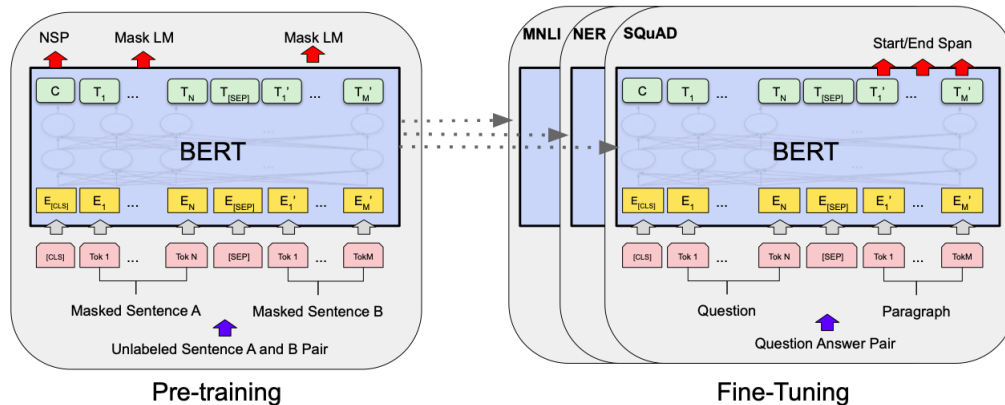 NSP Mask LM Mask LM
C T1 ... TN T[SEP] T1' ... TM'
BERT
E[CLS] E1 ... EN E[SEP] E1' ... EM'
[CLS] Tok 1 ... Tok N [SEP] Tok 1 ... TokM
Masked Sentence A Masked Sentence B
Unlabeled Sentence A and B Pair
Pre-training
MNLI NER SQuAD
Start/End Span
C T1 ... TN T[SEP] T1' ... TM'
BERT
E[CLS] E1 ... EN E[SEP] E1' ... EM'
[CLS] Tok 1 ... Tok N [SEP] Tok 1 ... TokM
Question Paragraph
Question Answer Pair
Fine-Tuning